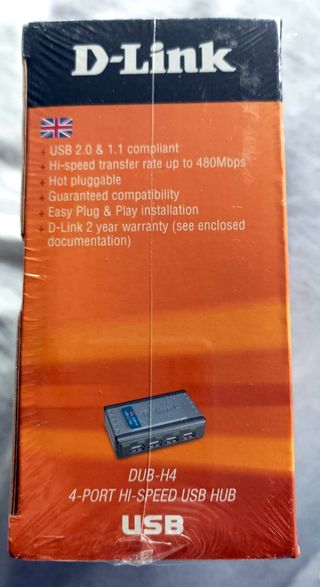 D-Link®
+ USB 2.0 & 1.1 compliant
+ Hi-speed transfer rate up to 480Mbps
+ Hot pluggable
+ Guaranteed compatibility
+ Easy Plug & Play installation
+ D-Link 2 year warranty (see enclosed
documentation)
D-Link
DUB-H4
4-PORT HI-SPEED USB HUB
USB